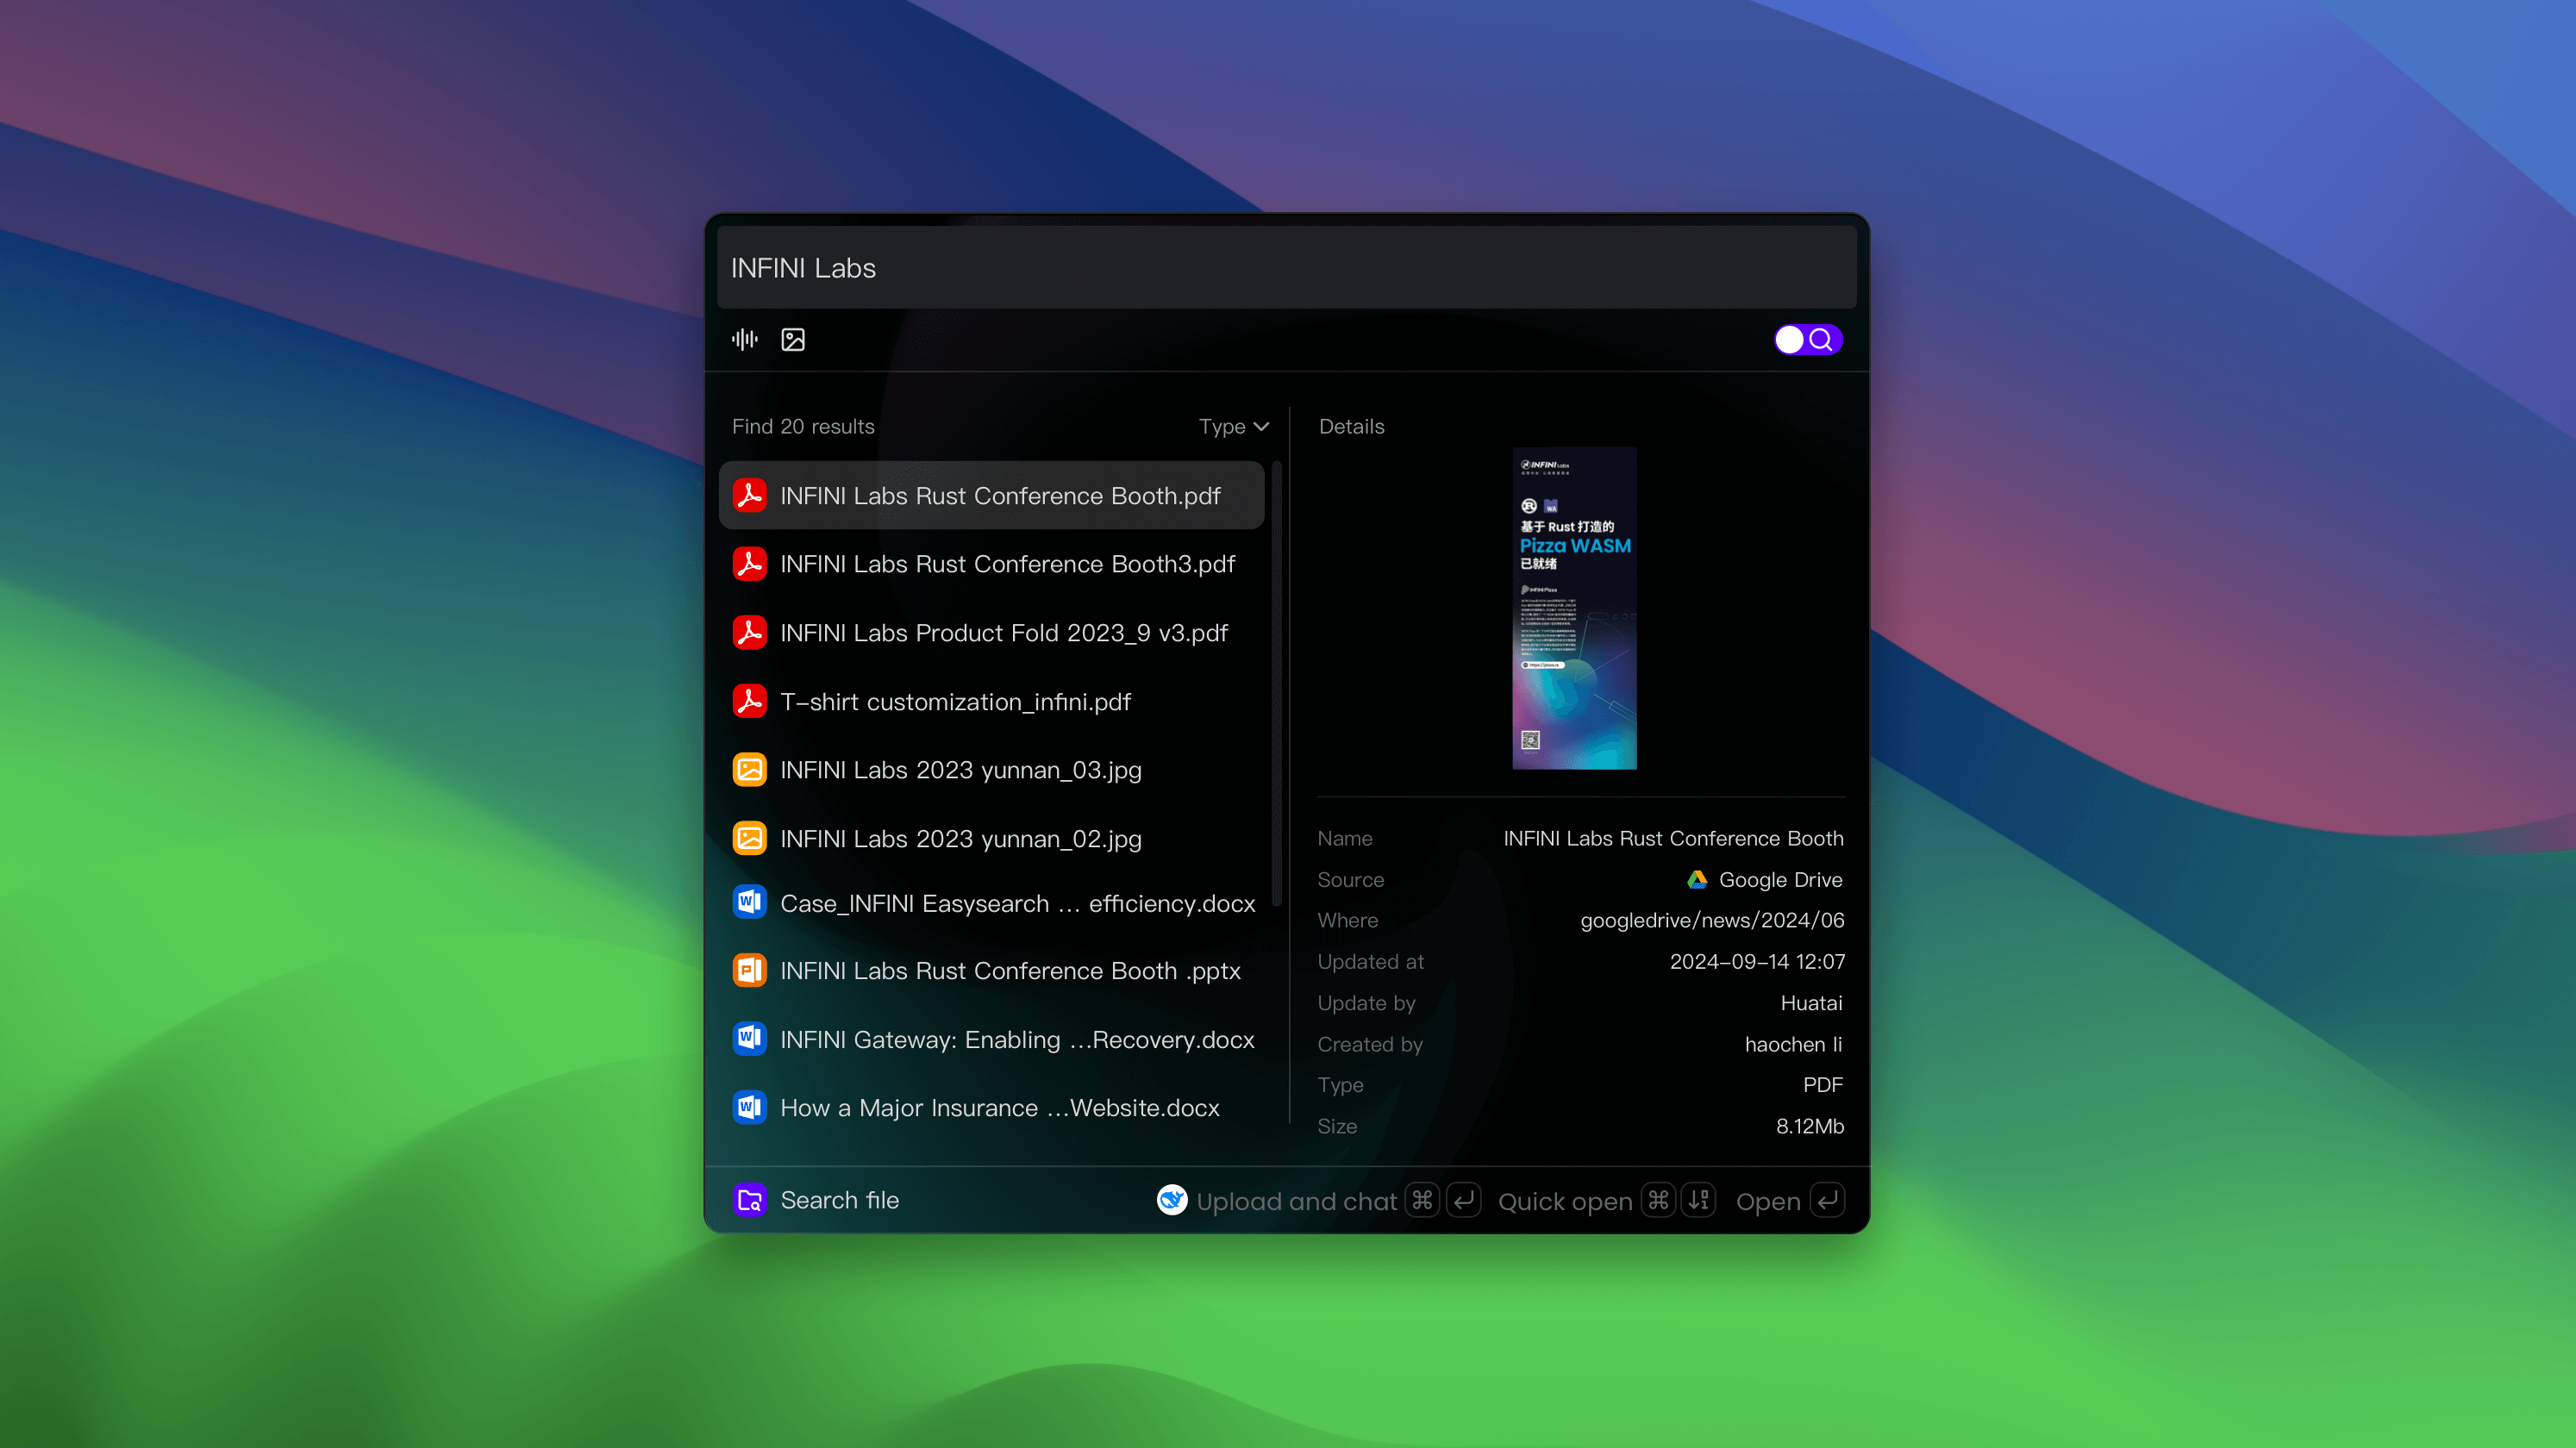 INFINI Labs
Find 20 results
Type
INFINI Labs Rust Conference Booth.pdf
INFINI Labs Rust Conference Booth3.pdf
INFINI Labs Product Fold 2023_9 v3.pdf
T-shirt customization_infini.pdf
INFINI Labs 2023 yunnan_03.jpg
INFINI Labs 2023 yunnan_02.jpg
Case_INFINI Easysearch ... efficiency.docx
INFINI Labs Rust Conference Booth .pptx
INFINI Gateway: Enabling ...Recovery.docx
How a Major Insurance ...Website.docx
Details
INFINI Labs
WA
基于 Rust 打造的
Pizza WASM
已就绪
INFINI Pizza
Name INFINI Labs Rust Conference Booth
Source Google Drive
Where googledrive/news/2024/06
Updated at 2024-09-14 12:07
Update by Huatai
Created by haochen li
Type PDF
Size 8.12Mb
Search file
Upload and chat ⌘ Quick open ⌘ Open